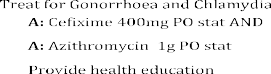 Treat for Gonorrhoea and Chlamydia
A: Cefixime 400mg PO stat AND
A: Azithromycin 1g PO stat
Provide health education